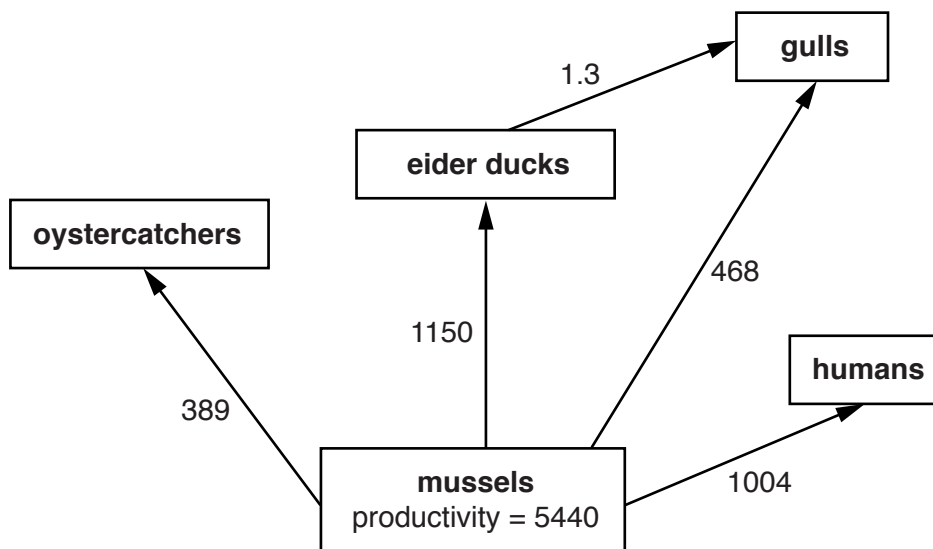 gulls
1.3
eider ducks
oystercatchers
468
1150
humans
389
mussels
1004
productivity = 5440